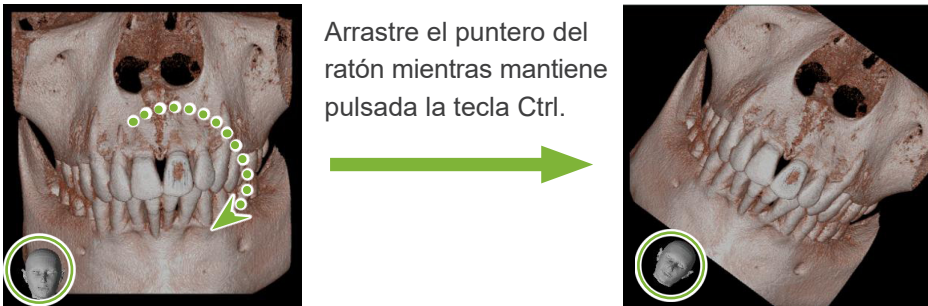 Arrastre el puntero del
ratón mientras mantiene
pulsada la tecla Ctrl.